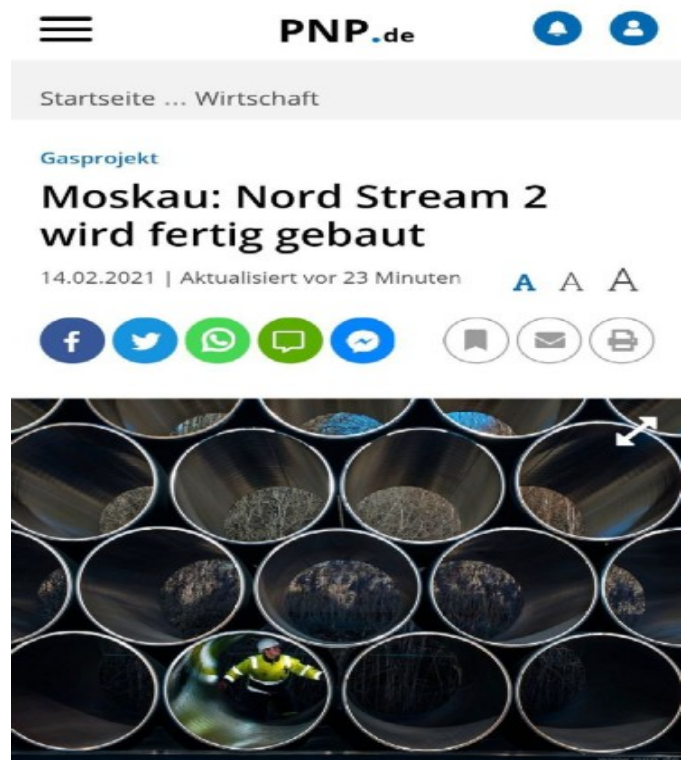 PNP.de
Startseite ... Wirtschaft
Gasprojekt
Moskau: Nord Stream 2
wird fertig gebaut
14.02.2021 | Aktualisiert vor 23 Minuten A A A